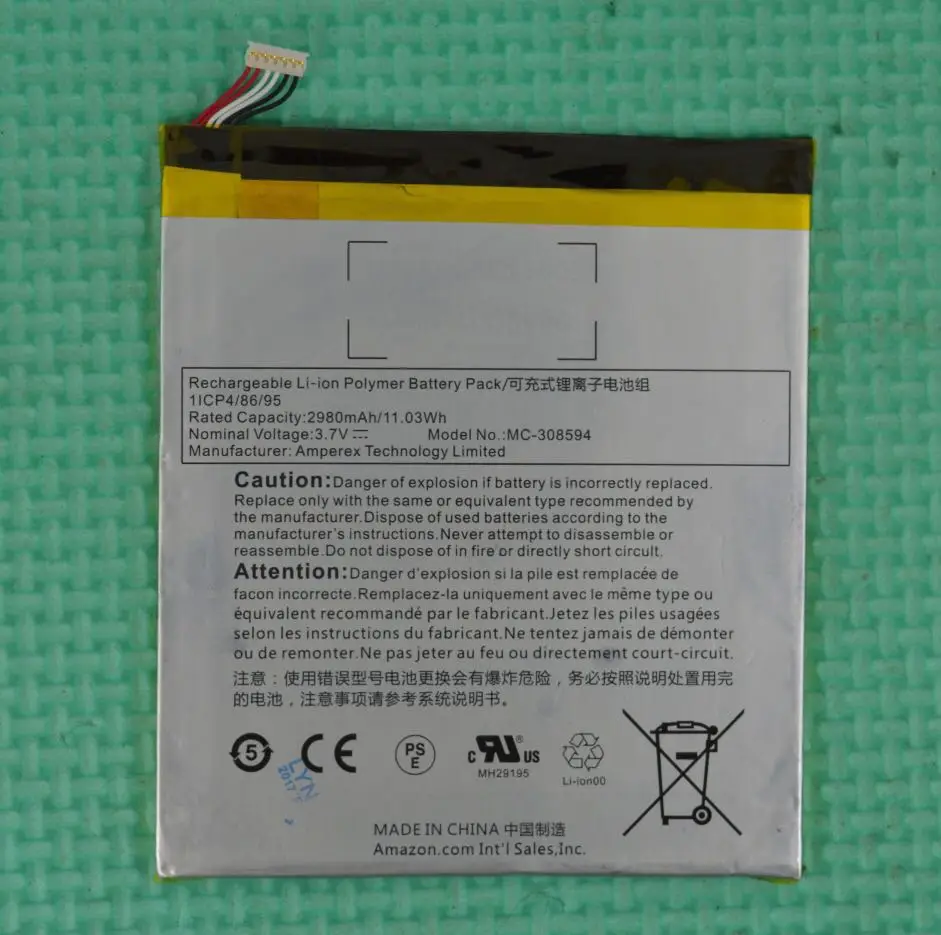 Rechargeable Li-ion Polymer Battery Pack/可充式锂离子电池组
1ICP4/86/95
Rated Capacity:2980mAh/11.03Wh
Nominal Voltage:3.7V ⎓ Model No.:MC-308594
Manufacturer: Amperex Technology Limited
Caution:Danger of explosion if battery is incorrectly replaced.
Replace only with the same or equivalent type recommended by
the manufacturer.Dispose of used batteries according to the
manufacturer's instructions.Never attempt to disassemble or
reassemble.Do not dispose of in fire or directly short circuit.
Attention:Danger d'explosion si la pile est remplacée de
facon incorrecte.Remplacez-la uniquement avec le même type ou
équivalent recommandé par le fabricant.Jetez les piles usagées
selon les instructions du fabricant.Ne tentez jamais de démonter
ou de remonter.Ne pas jeter au feu ou directement court-circuit.
注意：使用错误型号电池更换会有爆炸危险，务必按照说明处置用完
的电池，注意事项请参考系统说明书。
5 CE PS E c RU ® US
MH29195
Li-ion00
LYN
2017
MADE IN CHINA 中国制造
Amazon.com Int'l Sales,Inc.